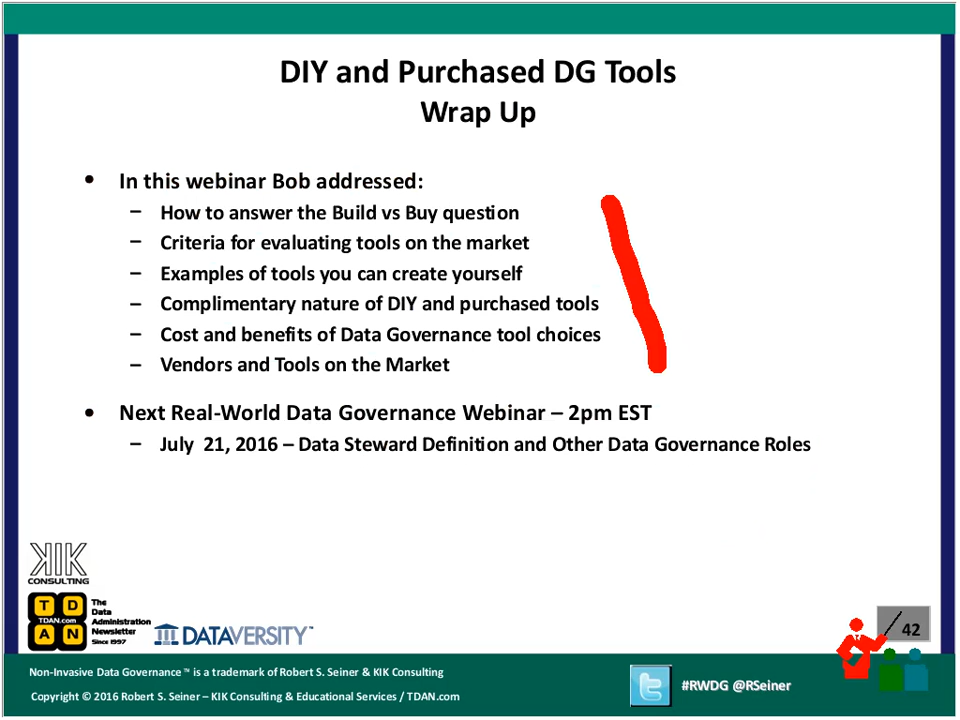 DIY and Purchased DG Tools
Wrap Up
• In this webinar Bob addressed:
– How to answer the Build vs Buy question
– Criteria for evaluating tools on the market
– Examples of tools you can create yourself
– Complimentary nature of DIY and purchased tools
– Cost and benefits of Data Governance tool choices
– Vendors and Tools on the Market
• Next Real-World Data Governance Webinar – 2pm EST
– July 21, 2016 – Data Steward Definition and Other Data Governance Roles
KIK
CONSULTING
T D
TDAN.com
A N
The
Data
Administration
Newsletter
Since 1997
DATAVERSITY™
/ 42
Non-Invasive Data Governance™ is a trademark of Robert S. Seiner & KIK Consulting
Copyright © 2016 Robert S. Seiner – KIK Consulting & Educational Services / TDAN.com
#RWDG @RSeiner